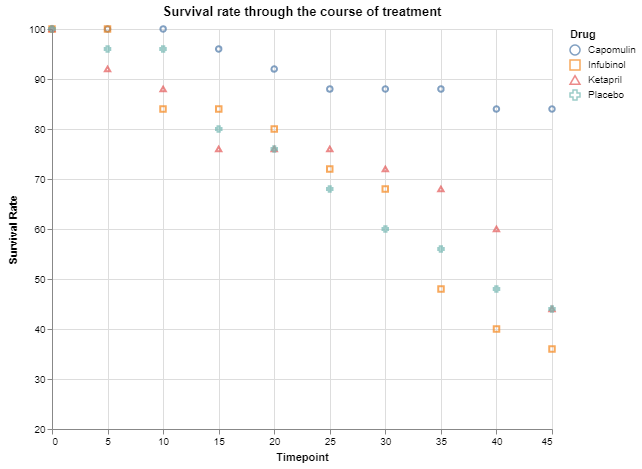 Survival rate through the course of treatment
Drug
Capomulin
Infubinol
Ketapril
Placebo
Survival Rate
100
90
80
70
60
50
40
30
20
0 5 10 15 20 25 30 35 40 45
Timepoint